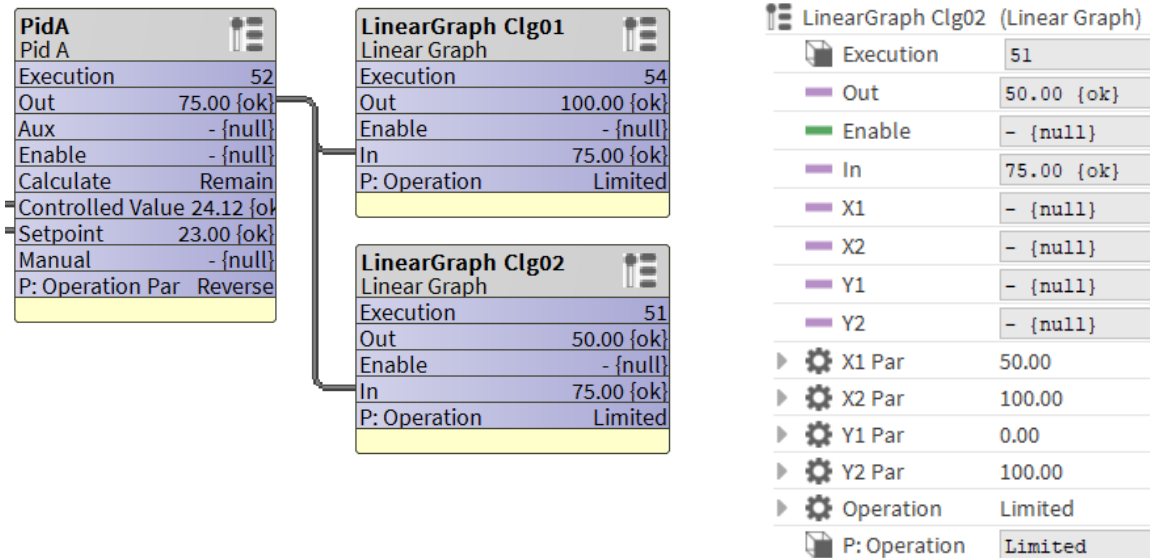 PidA
Pid A
Execution 52
Out 75.00 {ok}
Aux - {null}
Enable - {null}
Calculate Remain
Controlled Value 24.12 {ok
Setpoint 23.00 {ok}
Manual - {null}
P: Operation Par Reverse
LinearGraph Clg01
Linear Graph
Execution 54
Out 100.00 {ok}
Enable - {null}
In 75.00 {ok}
P: Operation Limited
LinearGraph Clg02
Linear Graph
Execution 51
Out 50.00 {ok}
Enable - {null}
In 75.00 {ok}
P: Operation Limited
LinearGraph Clg02 (Linear Graph)
Execution 51
Out 50.00 {ok}
Enable - {null}
In 75.00 {ok}
X1 - {null}
X2 - {null}
Y1 - {null}
Y2 - {null}
X1 Par 50.00
X2 Par 100.00
Y1 Par 0.00
Y2 Par 100.00
Operation Limited
P: Operation Limited